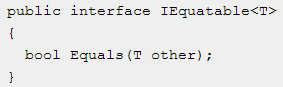 public interface IEquatable<T>
{
  bool Equals(T other);
}